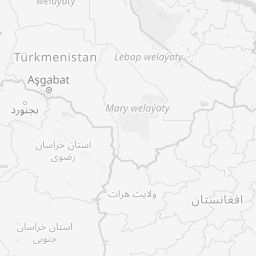 welaýaty
Türkmenistan
Lebap welaýaty
Aşgabat
Mary welaýaty
بجنورد
استان خراسان
رضوی
ولایت هرات
افغانستان
استان خراسان
جنوبی